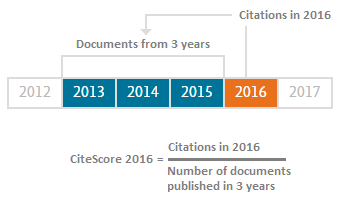 Citations in 2016
Documents from 3 years
2012 2013 2014 2015 2016 2017
CiteScore 2016 = Citations in 2016
Number of documents
published in 3 years